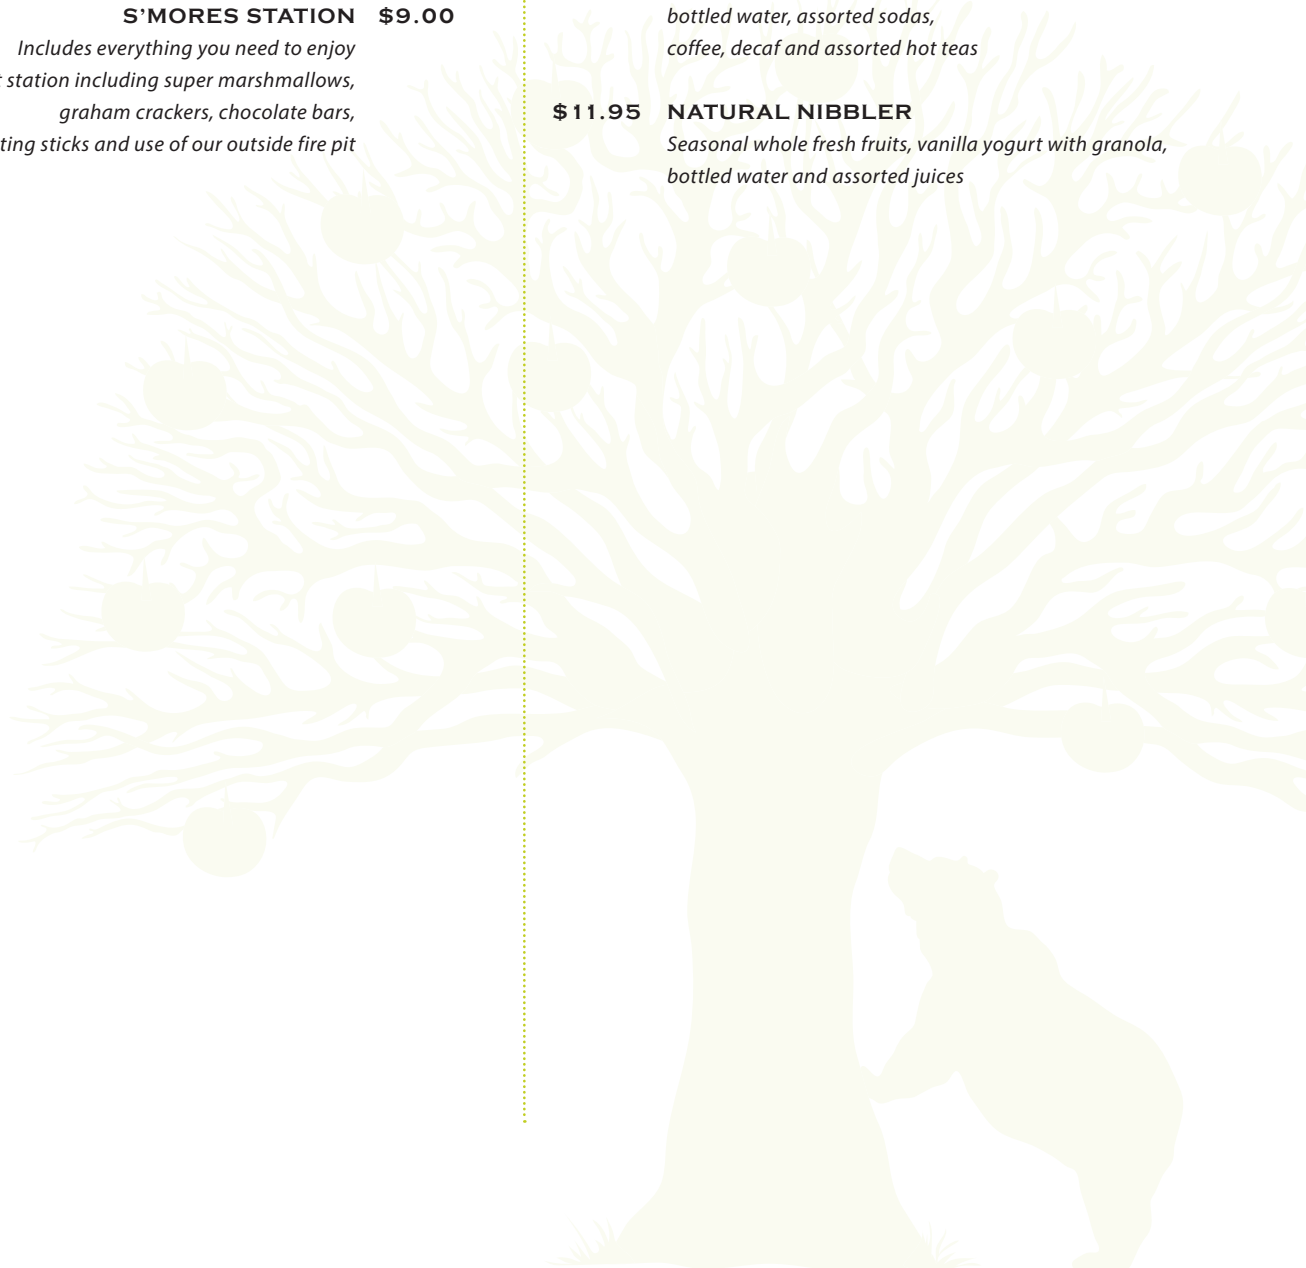 S’MORES STATION $9.00
Includes everything you need to enjoy
station including super marshmallows,
graham crackers, chocolate bars,
sticks and use of our outside fire pit
bottled water, assorted sodas,
coffee, decaf and assorted hot teas
$11.95 NATURAL NIBBLER
Seasonal whole fresh fruits, vanilla yogurt with granola,
bottled water and assorted juices